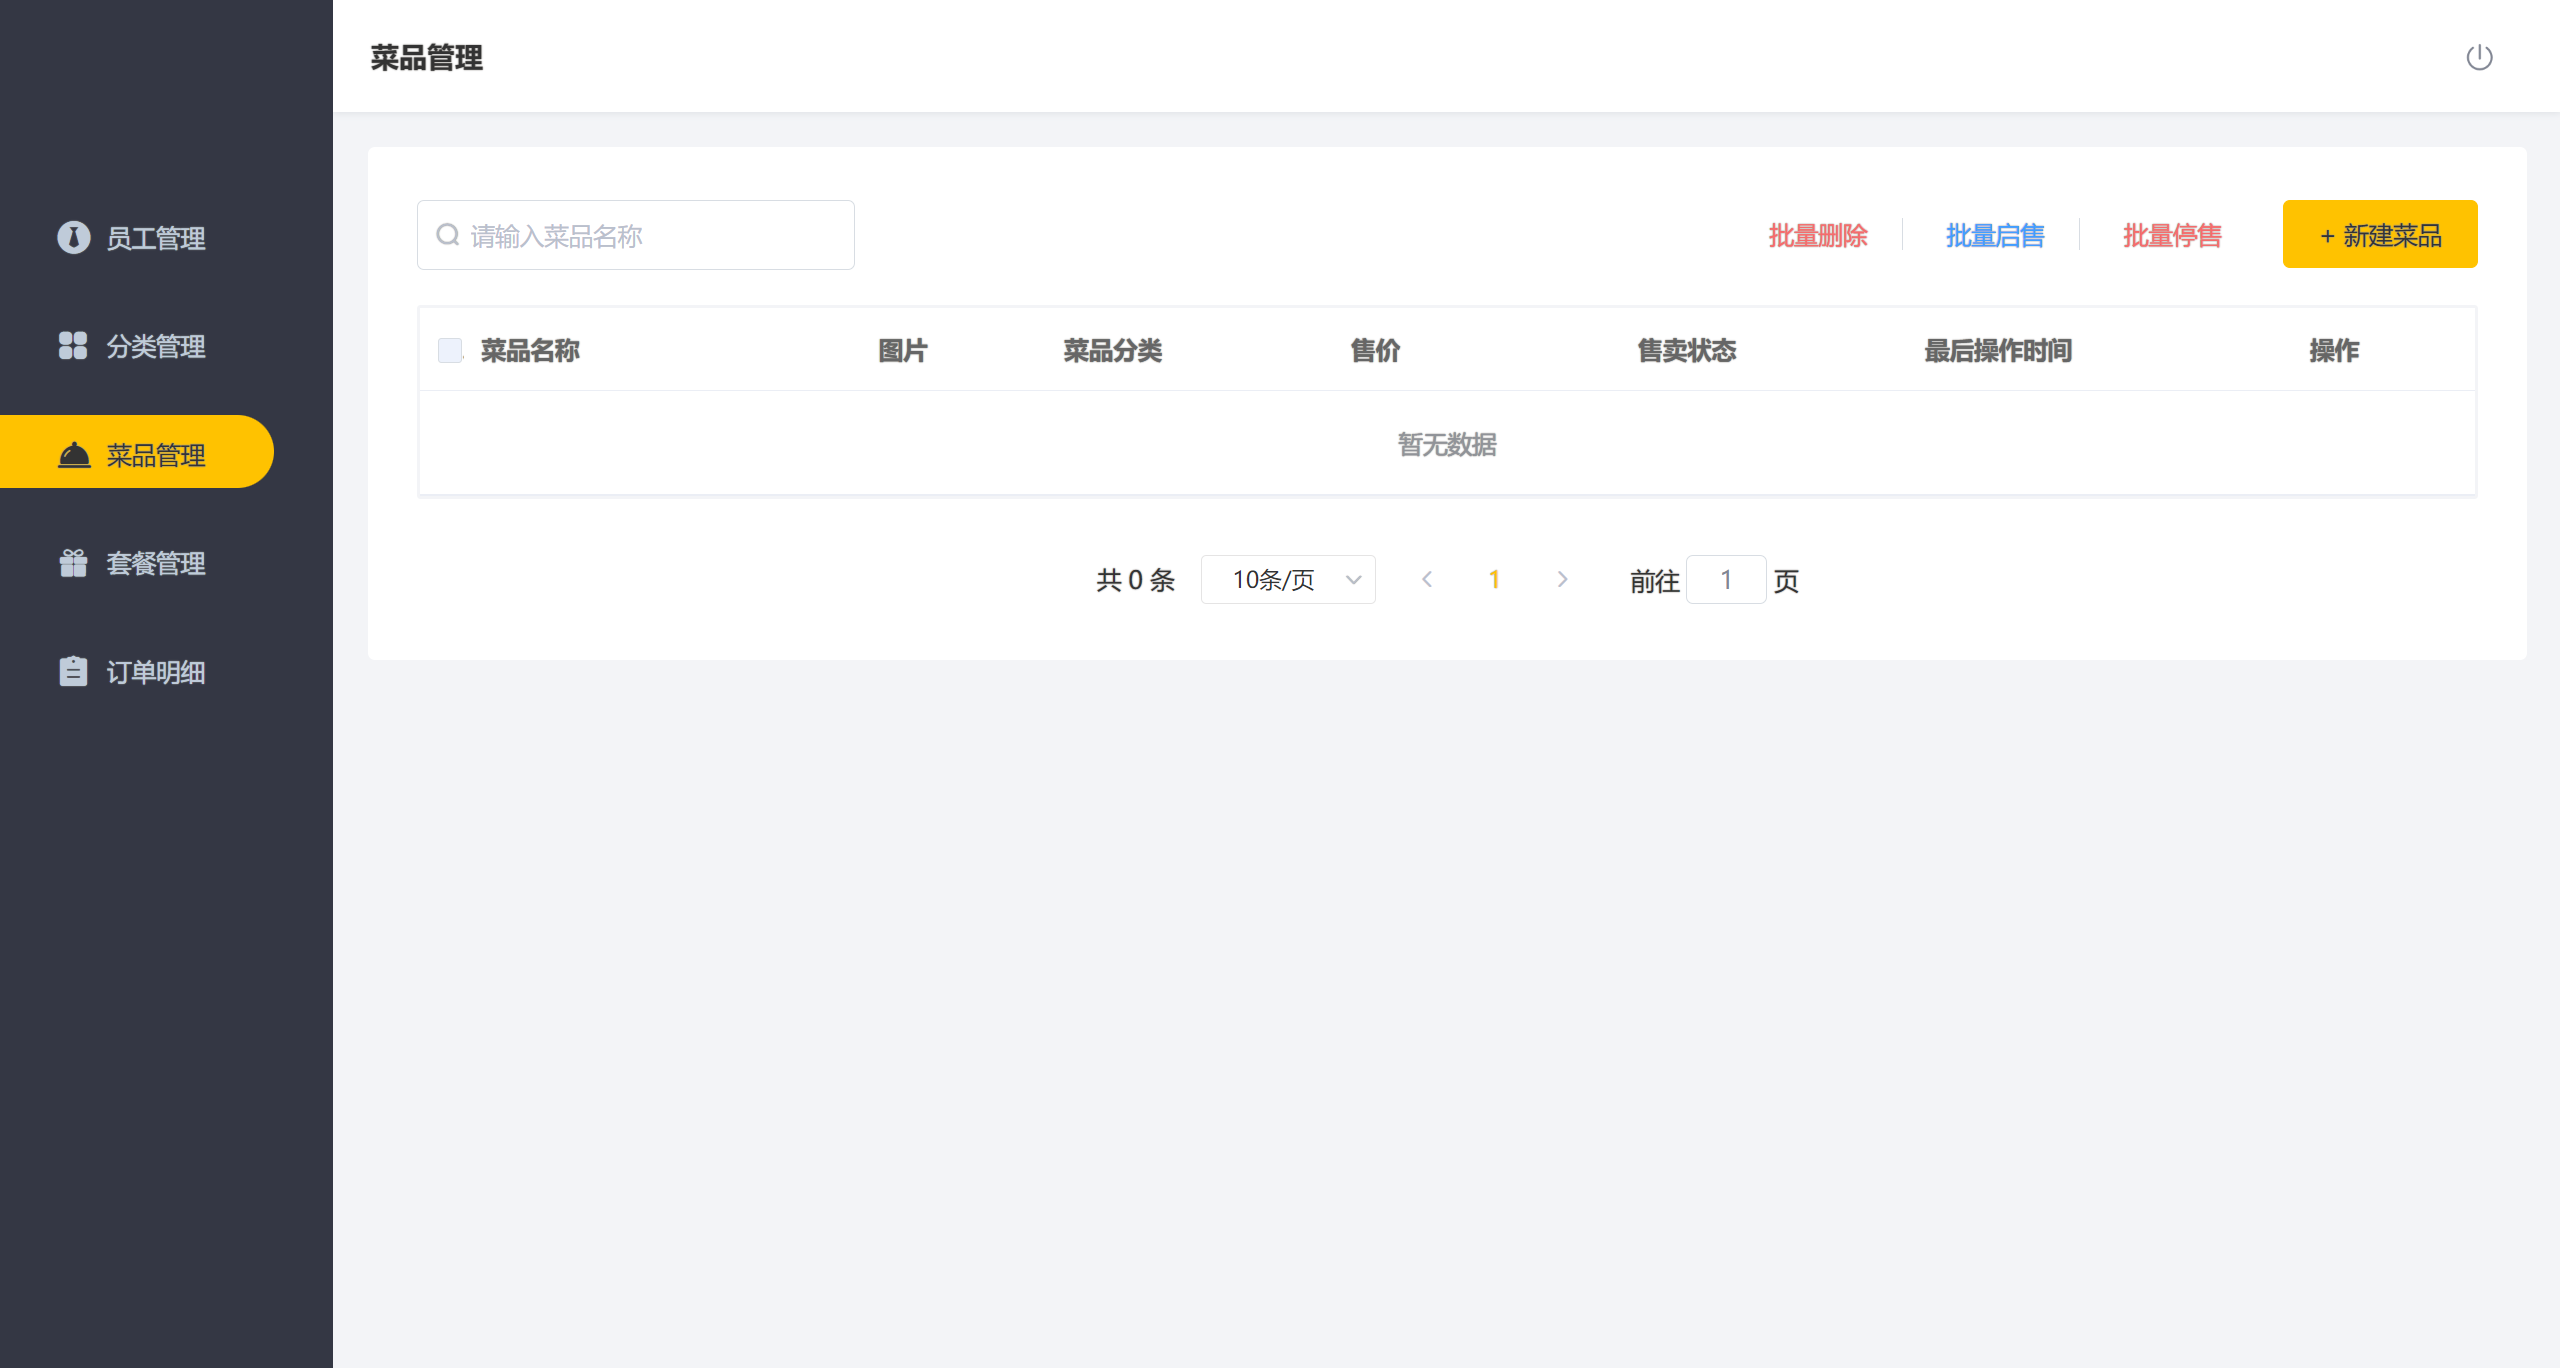 菜品管理
员工管理
分类管理
菜品管理
套餐管理
订单明细
请输入菜品名称
批量删除 批量启售 批量停售 + 新建菜品
菜品名称 图片 菜品分类 售价 售卖状态 最后操作时间 操作
暂无数据
共 0 条 10条/页 1 前往 1 页